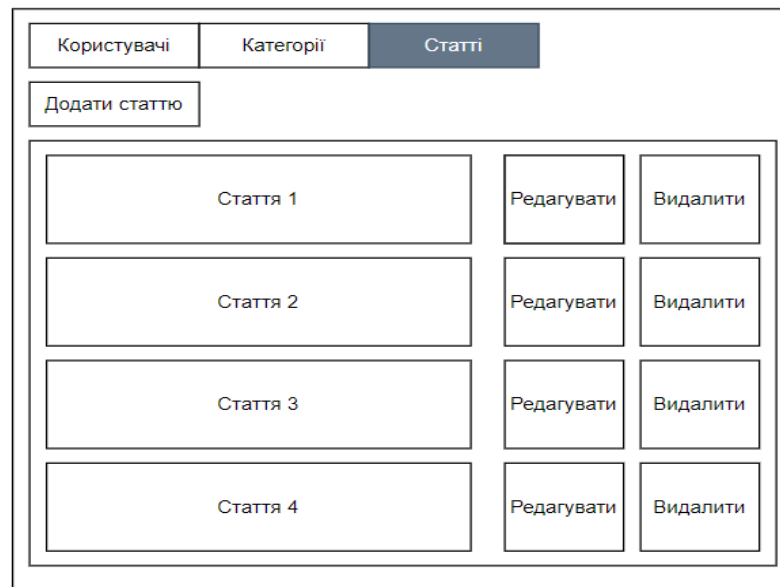 Користувачі Категорії Статті
Додати статтю
Стаття 1 Редагувати Видалити
Стаття 2 Редагувати Видалити
Стаття 3 Редагувати Видалити
Стаття 4 Редагувати Видалити